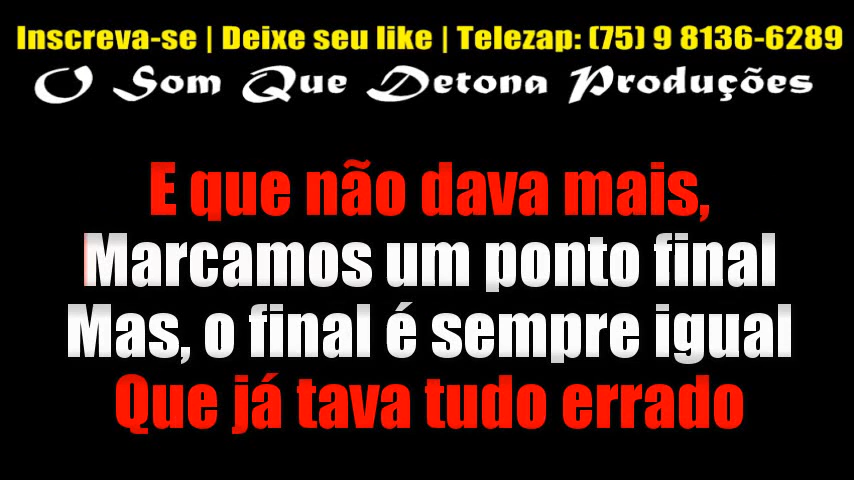 Inscreva-se | Deixe seu like | Telezap: (75) 9 8136-6289
O Som Que Detona Produções
E que não dava mais,
Marcamos um ponto final
Mas, o final é sempre igual
Que já tava tudo errado